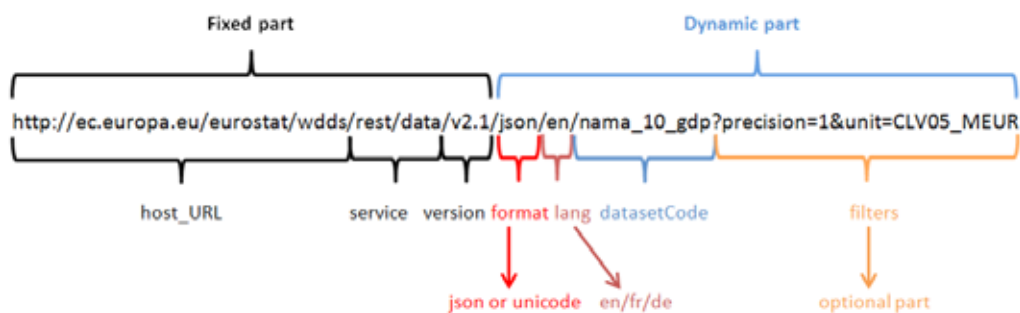 Fixed part Dynamic part
http://ec.europa.eu/eurostat/wdds/rest/data/v2.1/json/en/nama_10_gdp?precision=1&unit=CLV05_MEUR
host_URL service version format lang datasetCode filters
json or unicode en/fr/de optional part